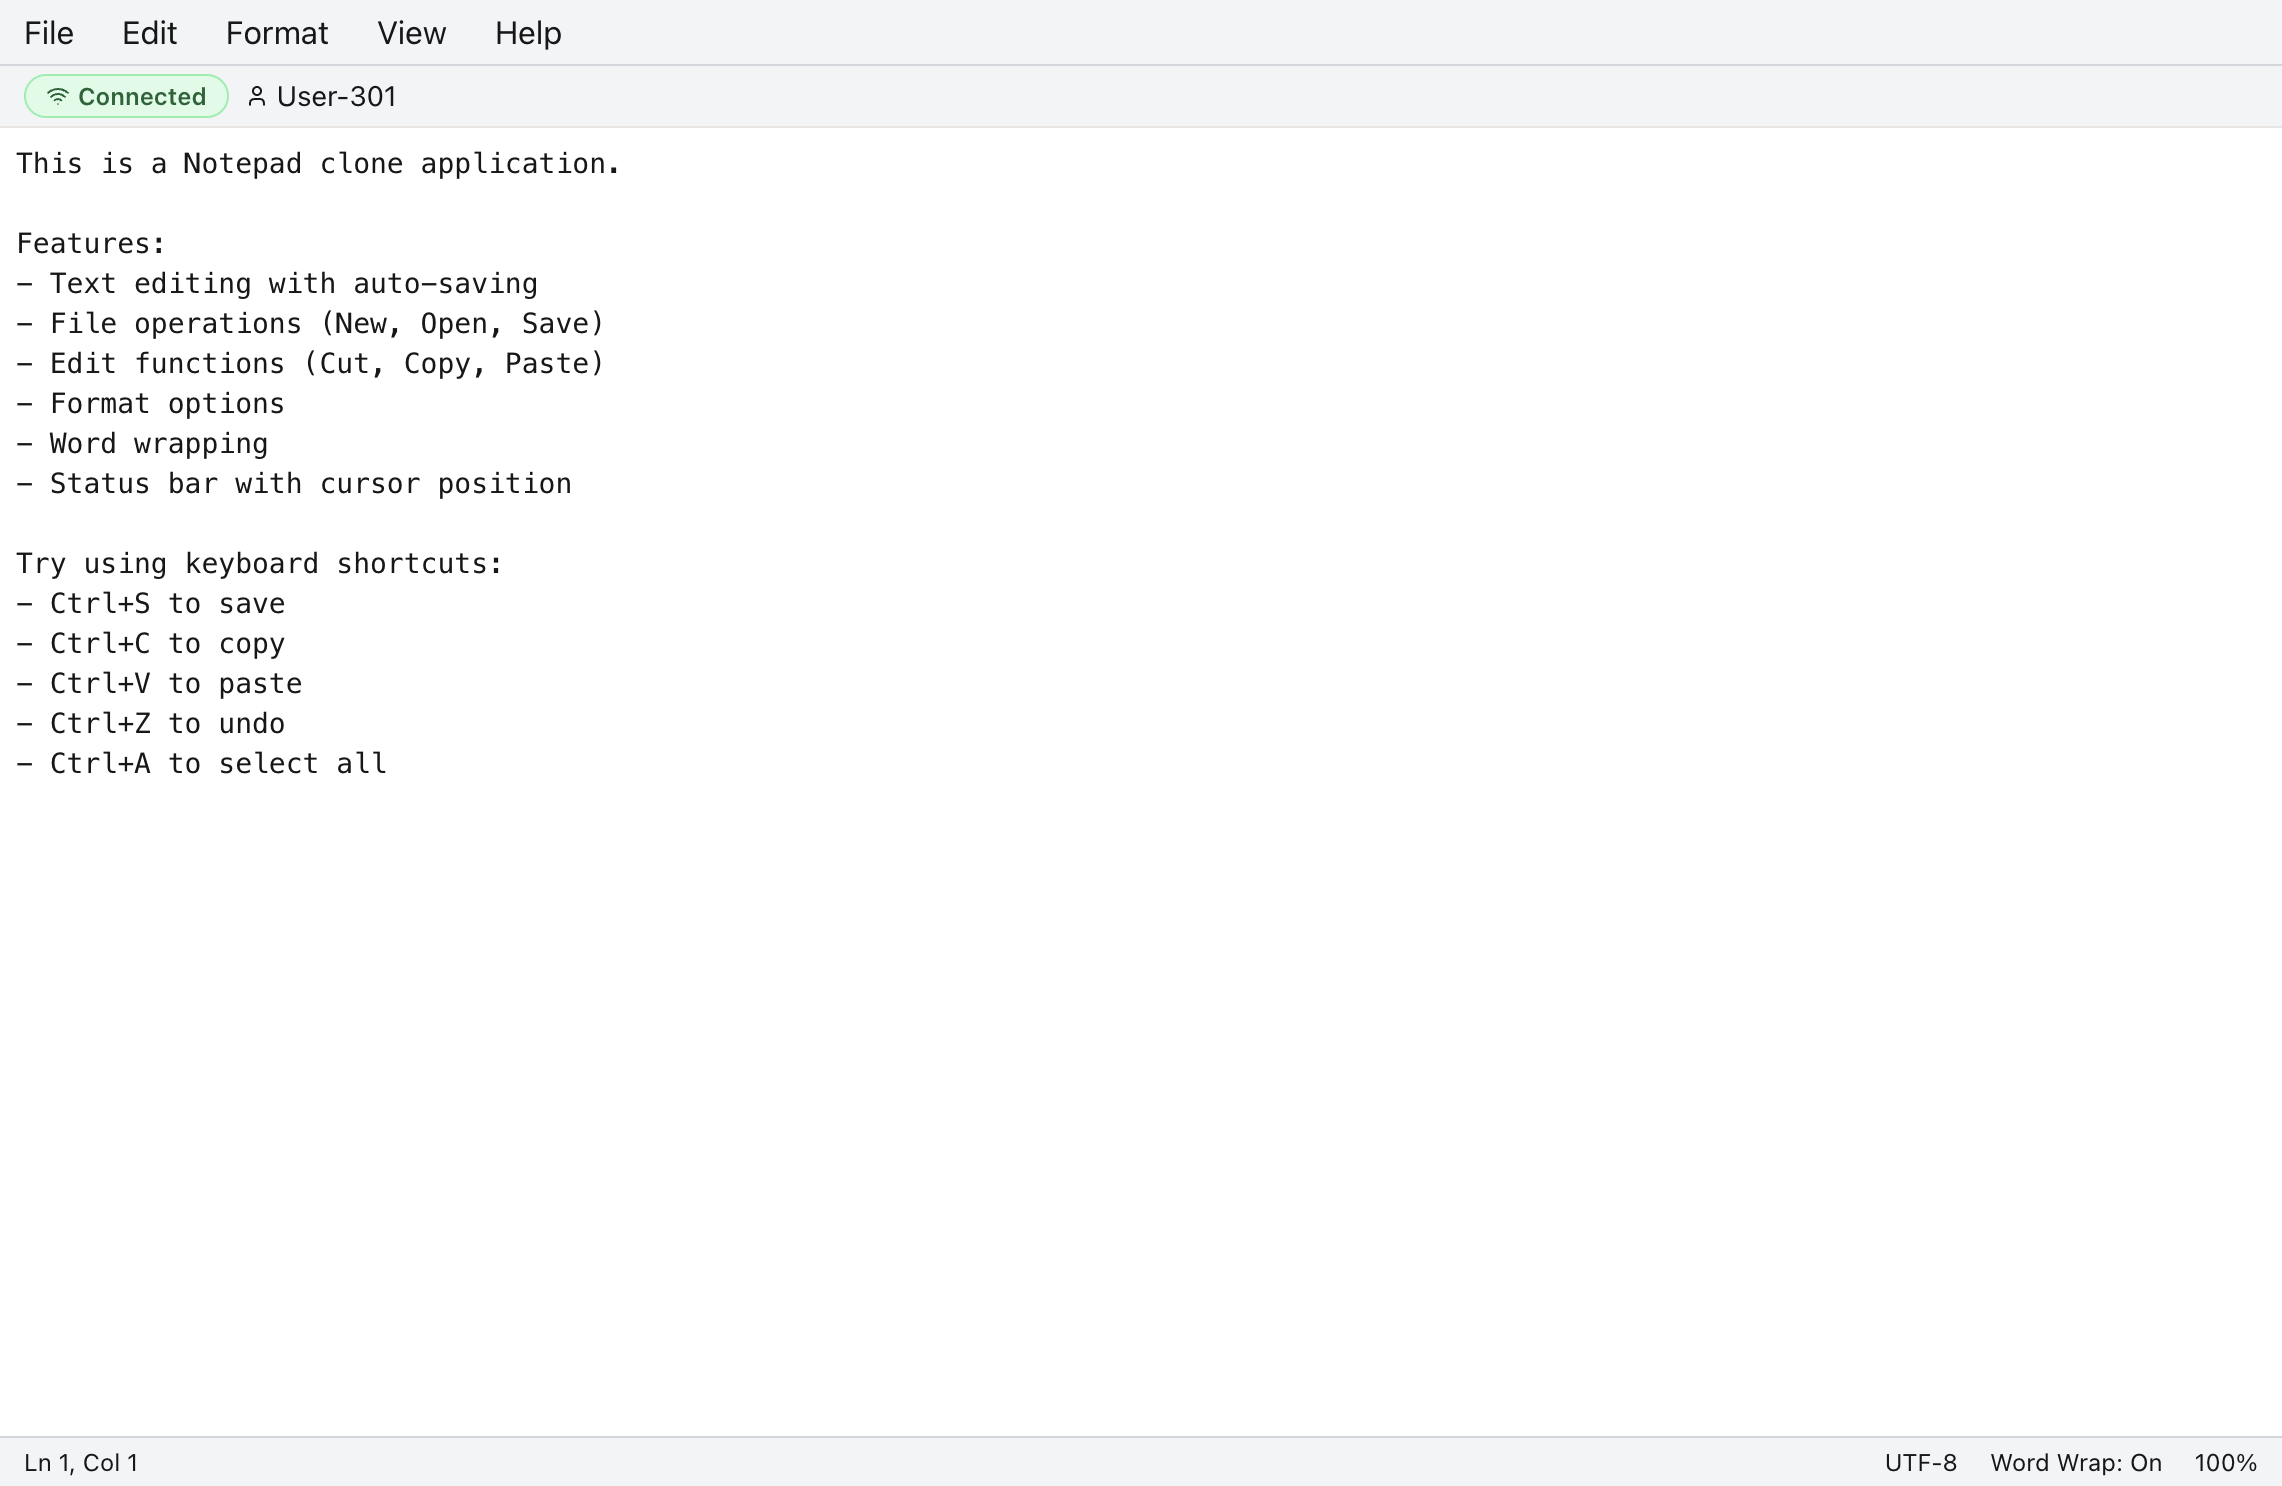 File Edit Format View Help
Connected User-301
This is a Notepad clone application.
Features:
- Text editing with auto-saving
- File operations (New, Open, Save)
- Edit functions (Cut, Copy, Paste)
- Format options
- Word wrapping
- Status bar with cursor position
Try using keyboard shortcuts:
- Ctrl+S to save
- Ctrl+C to copy
- Ctrl+V to paste
- Ctrl+Z to undo
- Ctrl+A to select all
Ln 1, Col 1 UTF-8 Word Wrap: On 100%